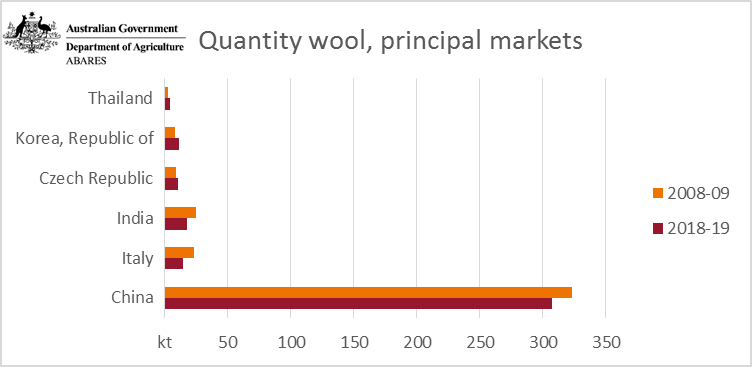 Australian Government
Department of Agriculture
ABARES
Quantity wool, principal markets
Thailand
Korea, Republic of
Czech Republic
India
Italy
China
kt 50 100 150 200 250 300 350
2008-09
2018-19